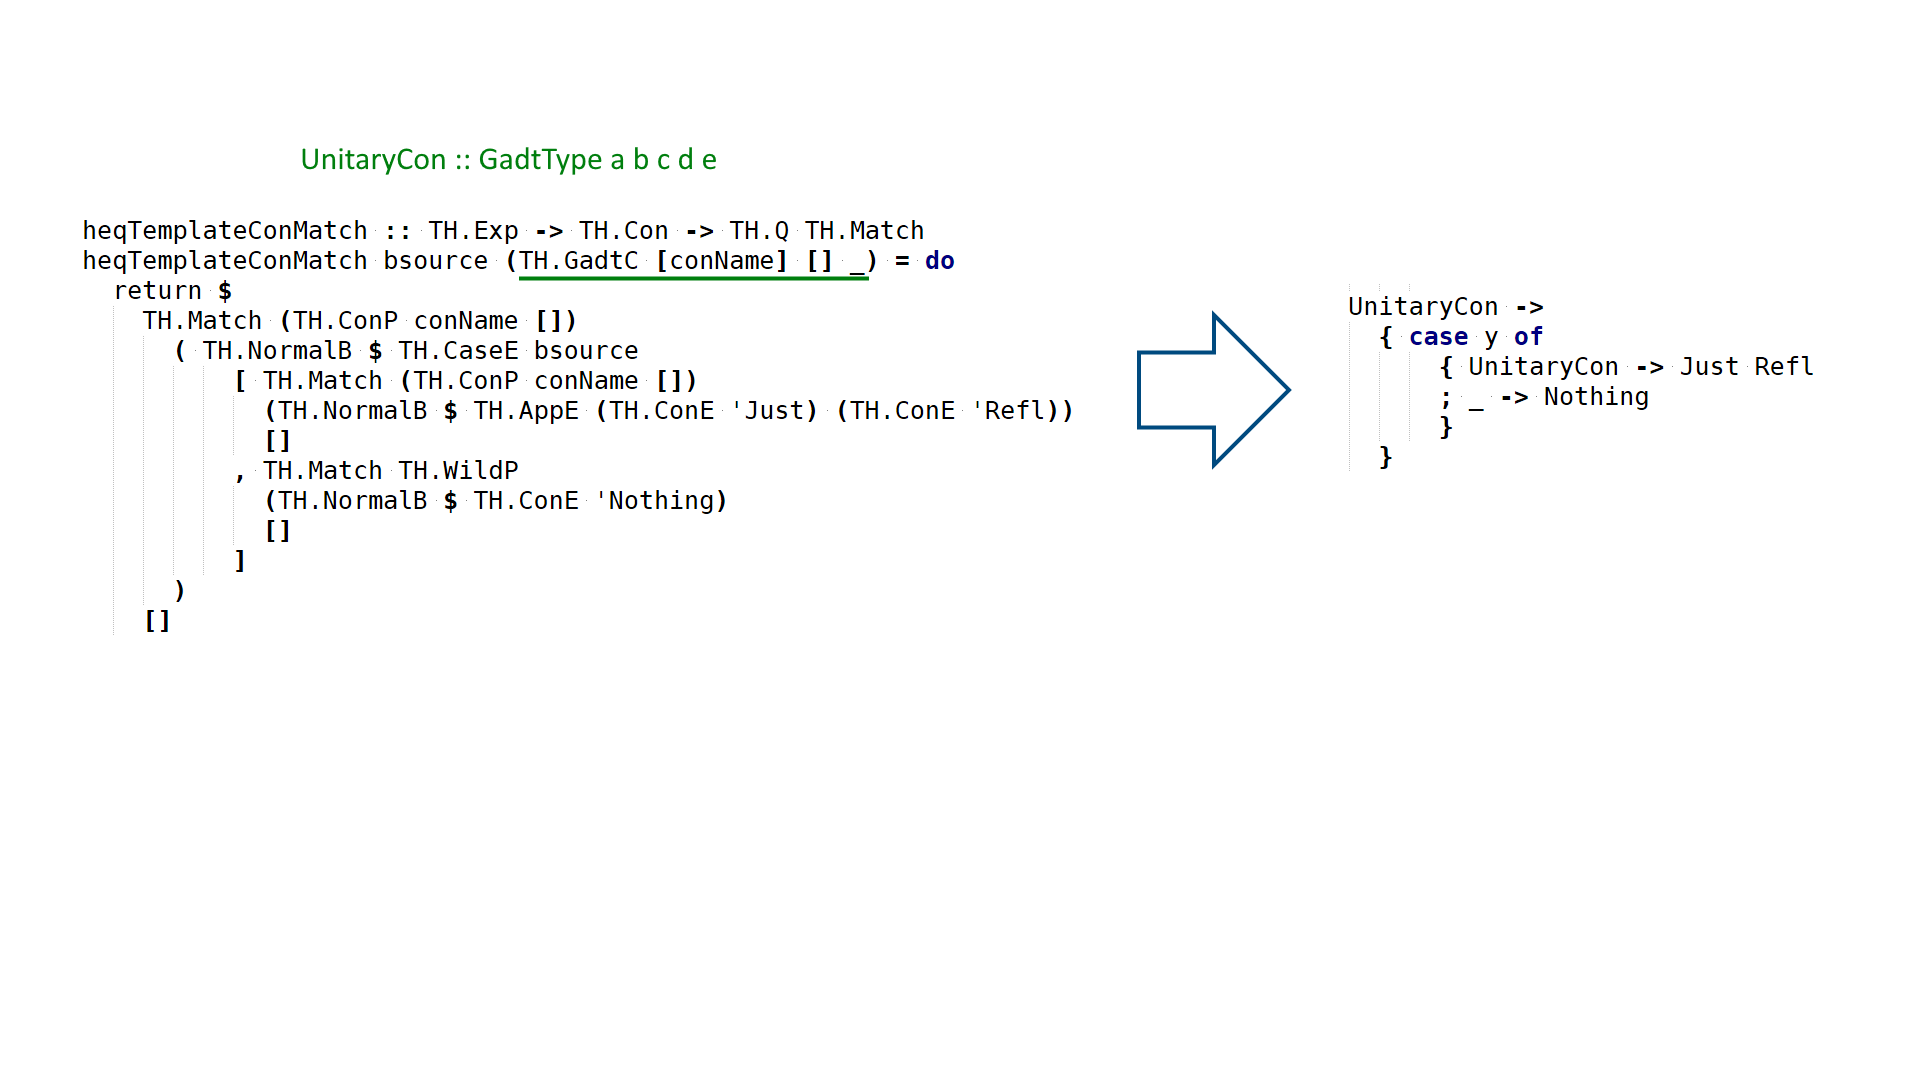 UnitaryCon :: GadtType a b c d e
heqTemplateConMatch :: TH.Exp -> TH.Con -> TH.Q TH.Match
heqTemplateConMatch bsource (TH.GadtC [conName] [] _) = do
  return $
    TH.Match (TH.ConP conName [])
      ( TH.NormalB $ TH.CaseE bsource
          [ TH.Match (TH.ConP conName [])
            (TH.NormalB $ TH.AppE (TH.ConE 'Just) (TH.ConE 'Refl))
            []
          , TH.Match TH.WildP
            (TH.NormalB $ TH.ConE 'Nothing)
            []
          ]
      )
    []
UnitaryCon ->
  { case y of
      { UnitaryCon -> Just Refl
      ; _ -> Nothing
      }
  }